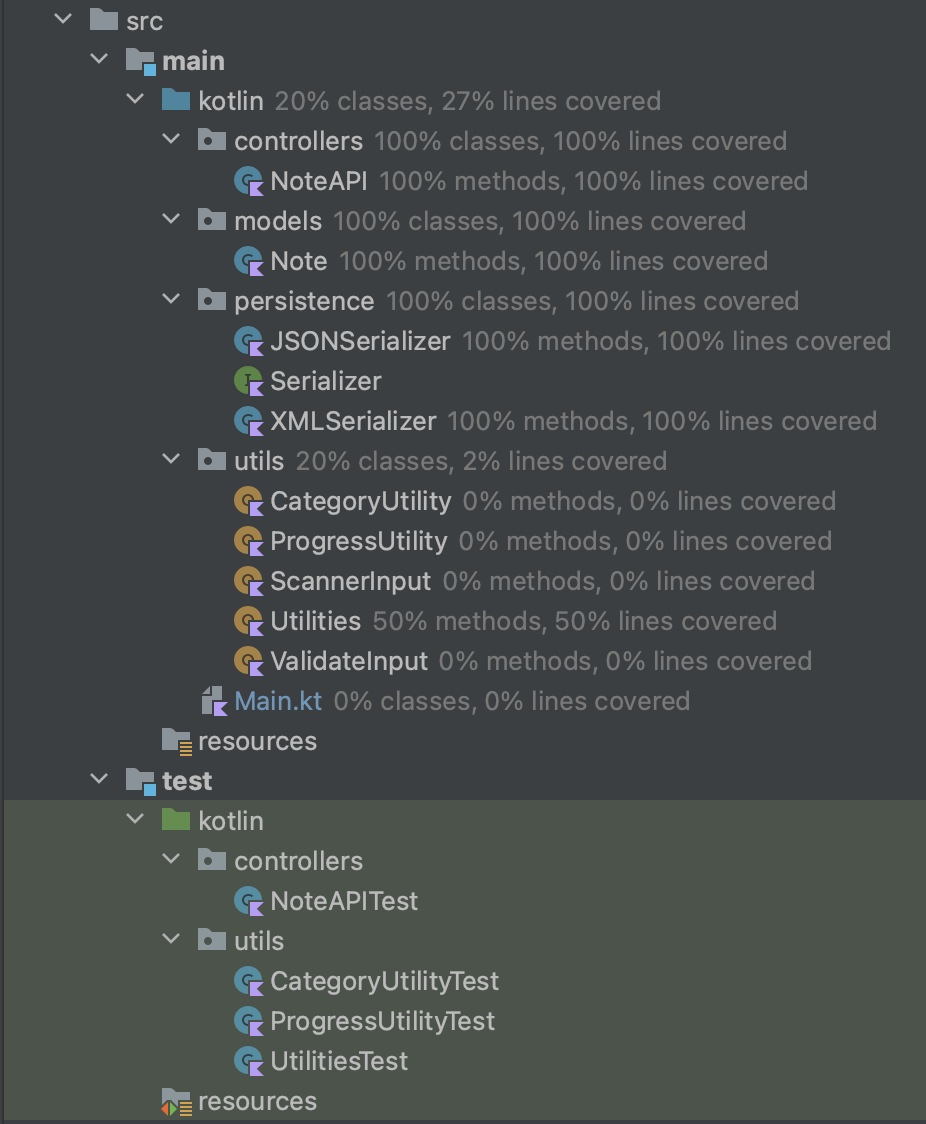 src
main
kotlin 20% classes, 27% lines covered
controllers 100% classes, 100% lines covered
NoteAPI 100% methods, 100% lines covered
models 100% classes, 100% lines covered
Note 100% methods, 100% lines covered
persistence 100% classes, 100% lines covered
JSONSerializer 100% methods, 100% lines covered
Serializer
XMLSerializer 100% methods, 100% lines covered
utils 20% classes, 2% lines covered
CategoryUtility 0% methods, 0% lines covered
ProgressUtility 0% methods, 0% lines covered
ScannerInput 0% methods, 0% lines covered
Utilities 50% methods, 50% lines covered
ValidateInput 0% methods, 0% lines covered
Main.kt 0% classes, 0% lines covered
resources
test
kotlin
controllers
NoteAPITest
utils
CategoryUtilityTest
ProgressUtilityTest
UtilitiesTest
resources